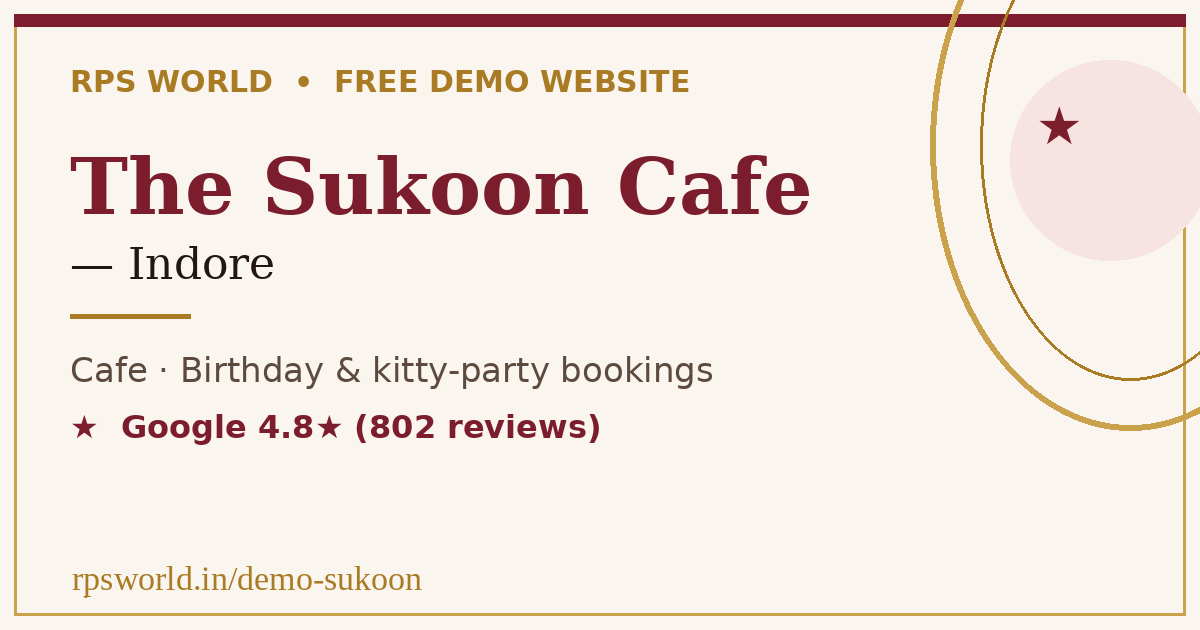 RPS WORLD • FREE DEMO WEBSITE
The Sukoon Cafe
— Indore
Cafe · Birthday & kitty-party bookings
★ Google 4.8★ (802 reviews)
rpsworld.in/demo-sukoon